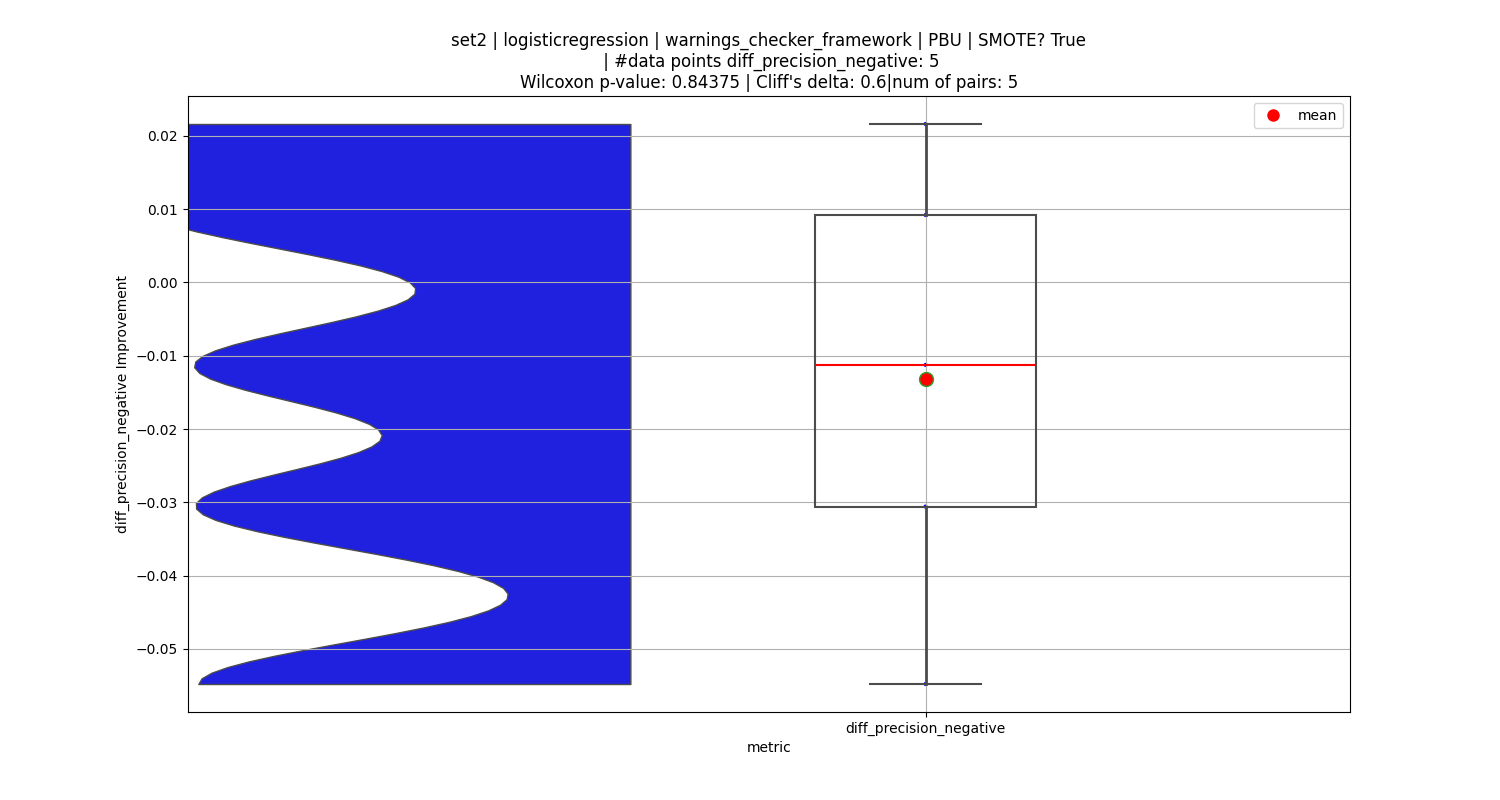 set2 | logisticregression | warnings_checker_framework | PBU | SMOTE? True
| #data points diff_precision_negative: 5
Wilcoxon p-value: 0.84375 | Cliff's delta: 0.6|num of pairs: 5
mean
0.02
0.01
0.00
−0.01
−0.02
−0.03
−0.04
−0.05
diff_precision_negative Improvement
diff_precision_negative
metric